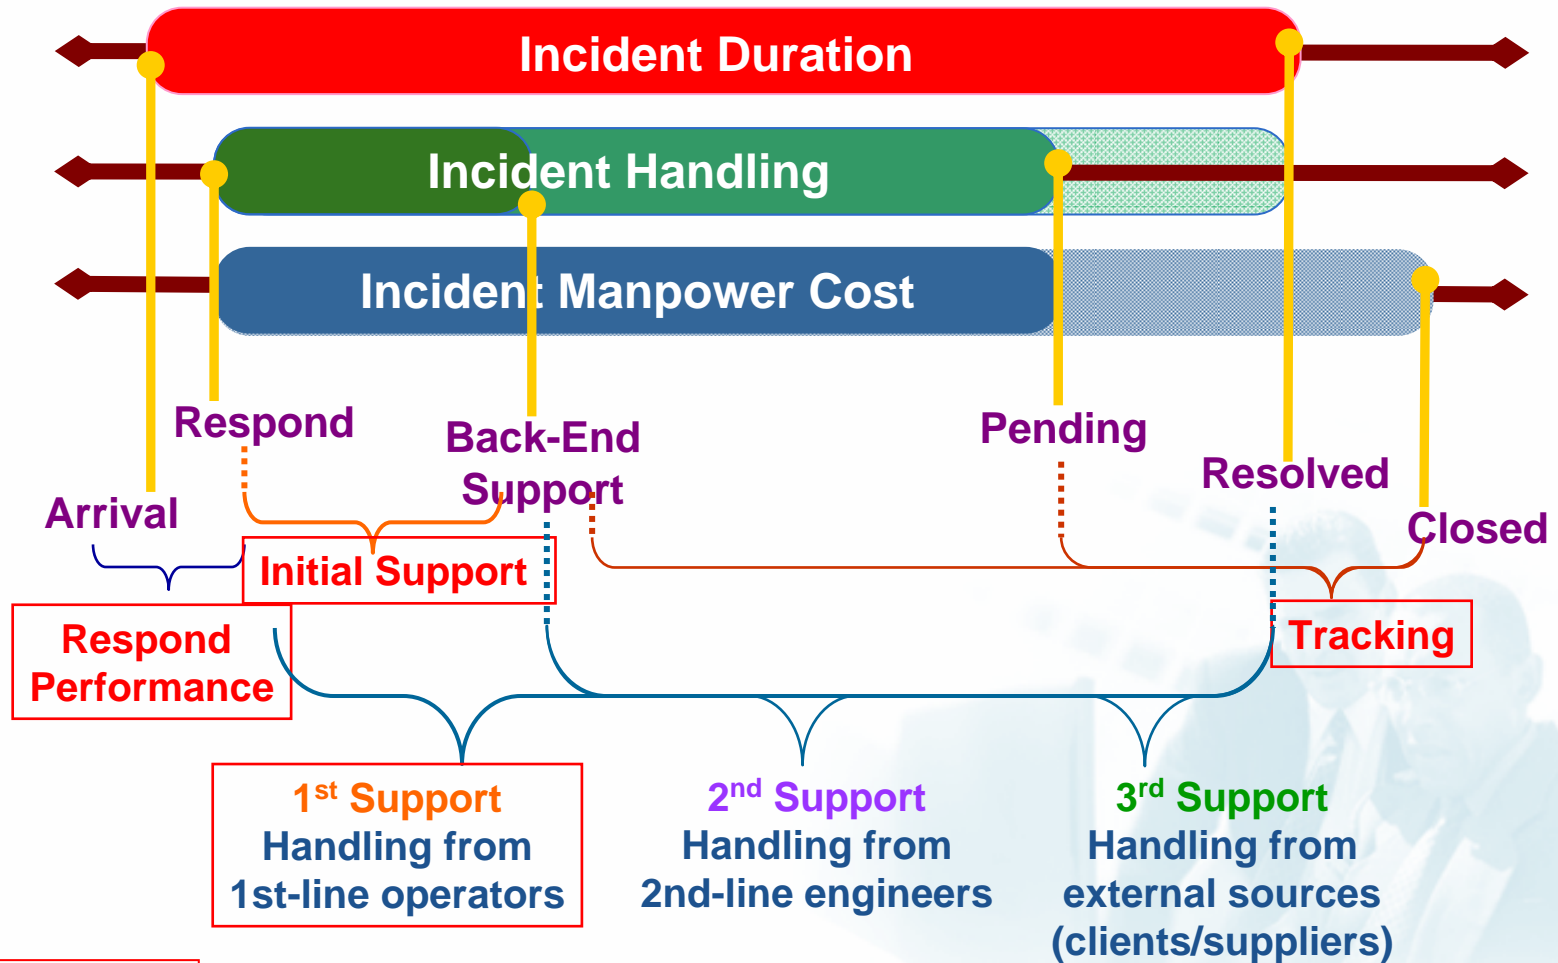 Incident Duration
Incident Handling
Incident Manpower Cost
Respond
Back-End
Support
Pending
Resolved
Arrival
Closed
Initial Support
Respond
Performance
Tracking
1st Support
Handling from
1st-line operators
2nd Support
Handling from
2nd-line engineers
3rd Support
Handling from
external sources
(clients/suppliers)